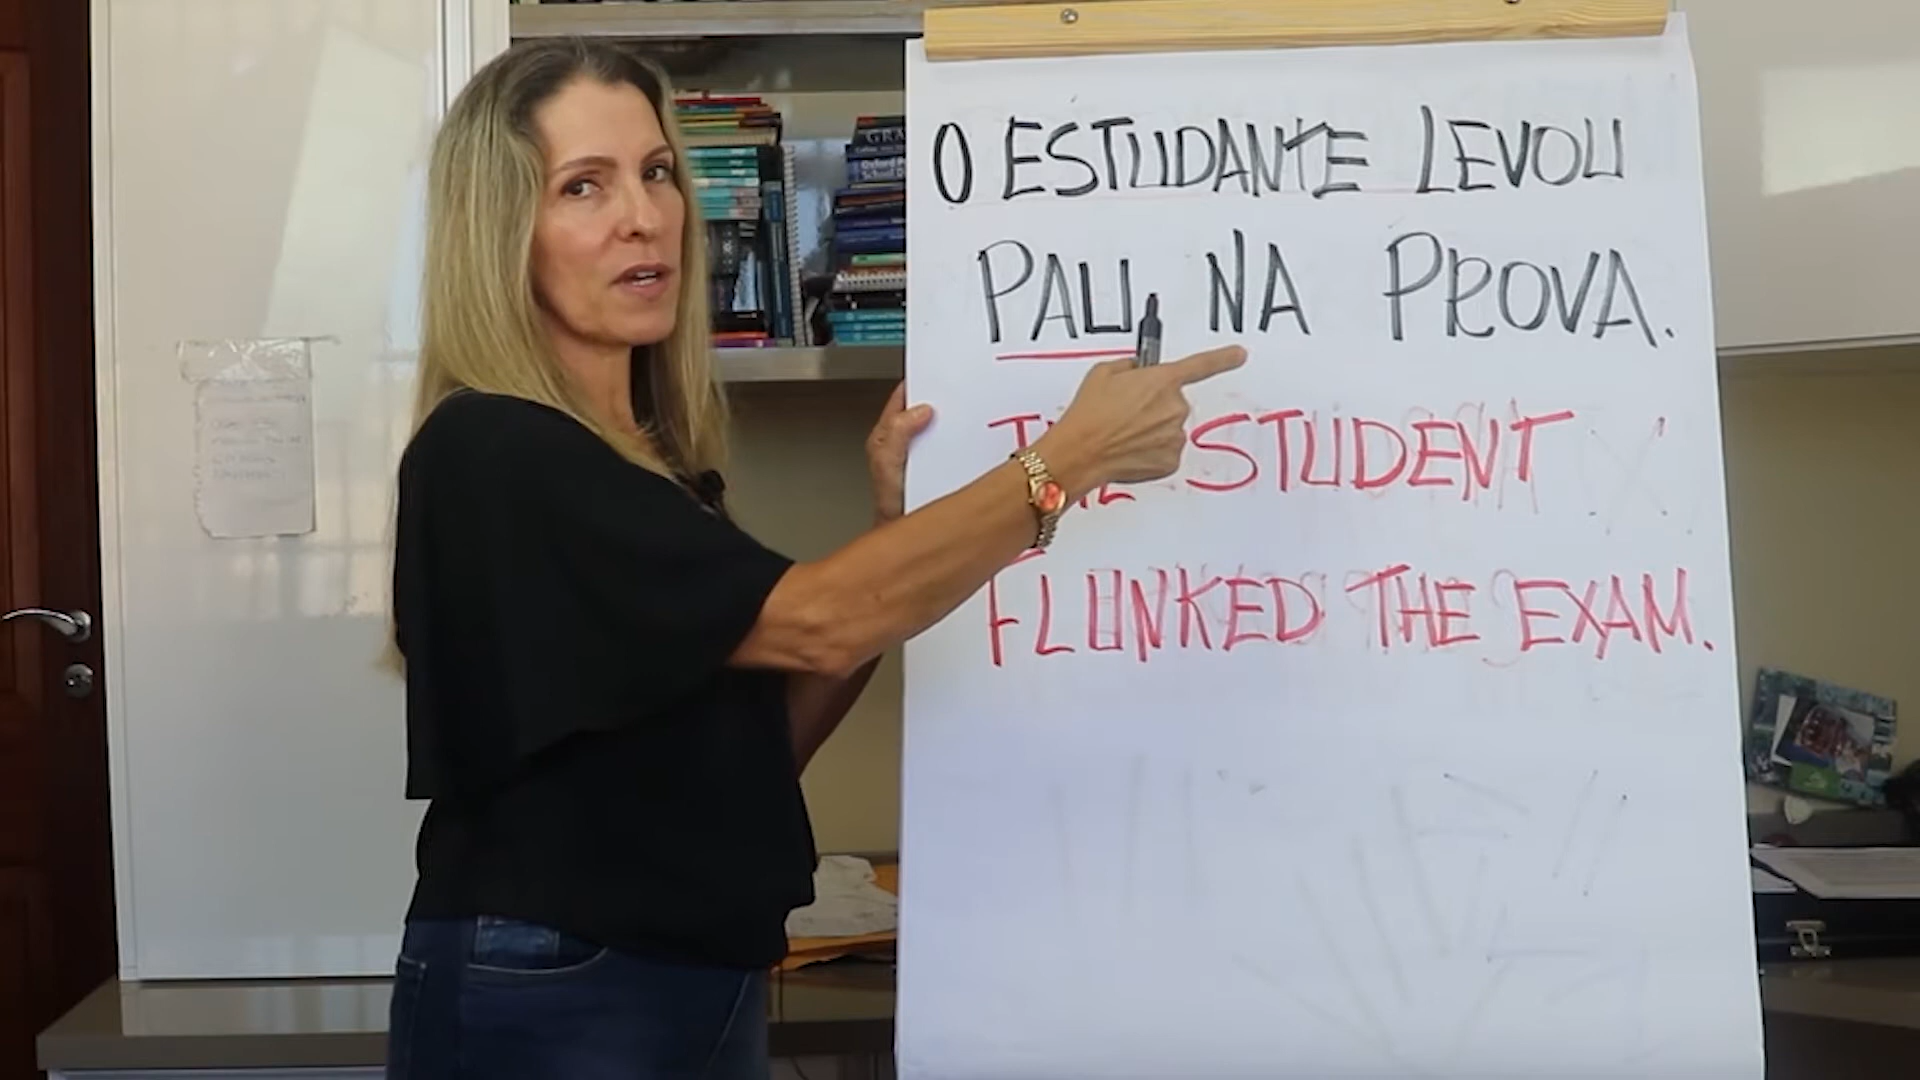 O ESTUDANTE LEVOU
PAU NA PROVA.
STUDENT
FLUNKED THE EXAM.